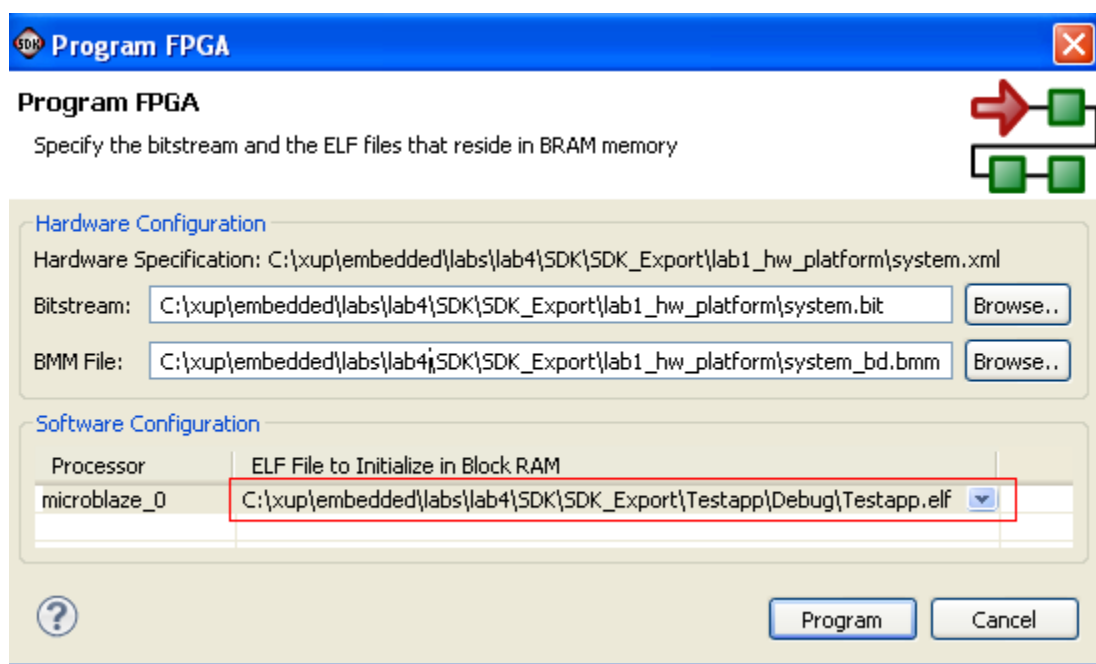 SDK Program FPGA
Program FPGA
Specify the bitstream and the ELF files that reside in BRAM memory
Hardware Configuration
Hardware Specification: C:\xup\embedded\labs\lab4\SDK\SDK_Export\lab1_hw_platform\system.xml
Bitstream: C:\xup\embedded\labs\lab4\SDK\SDK_Export\lab1_hw_platform\system.bit Browse..
BMM File: C:\xup\embedded\labs\lab4\SDK\SDK_Export\lab1_hw_platform\system_bd.bmm Browse..
Software Configuration
Processor ELF File to Initialize in Block RAM
microblaze_0 C:\xup\embedded\labs\lab4\SDK\SDK_Export\Testapp\Debug\Testapp.elf
? Program Cancel